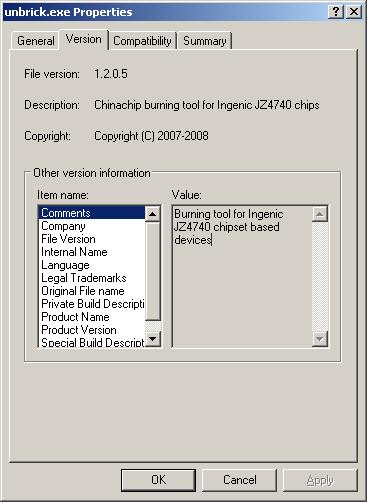 unbrick.exe Properties
General
Version
Compatibility
Summary
File version: 1.2.0.5
Description: Chinachip burning tool for Ingenic JZ4740 chips
Copyright: Copyright (C) 2007-2008
Other version information
Item name:
Value:
Comments
Company
File Version
Internal Name
Language
Legal Trademarks
Original File name
Private Build Descripti
Product Name
Product Version
Special Build Descript
Burning tool for Ingenic
JZ4740 chipset based
devices
OK
Cancel
Apply